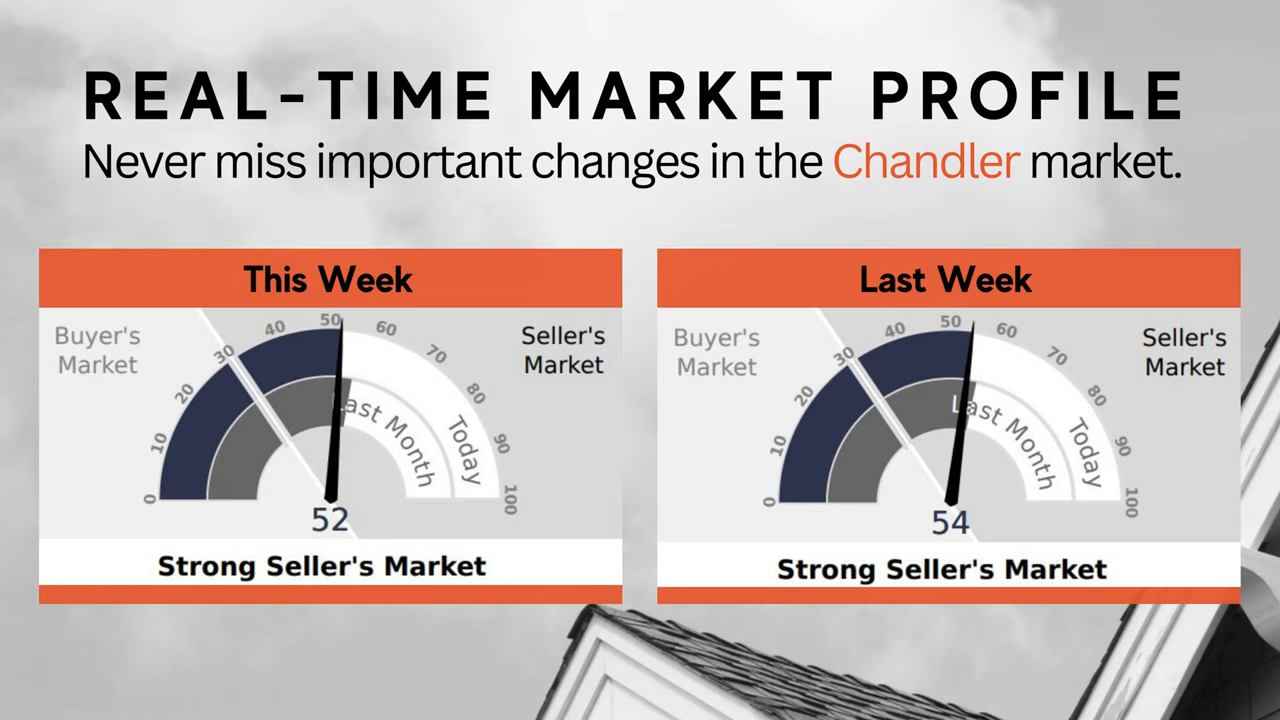 REAL-TIME MARKET PROFILE
Never miss important changes in the Chandler market.
This Week
Buyer's
Market
Seller's
Market
0
10
20
30
40
50
60
70
80
90
100
Last Month
Today
52
Strong Seller's Market
Last Week
Buyer's
Market
Seller's
Market
0
10
20
30
40
50
60
70
80
90
100
Last Month
Today
54
Strong Seller's Market